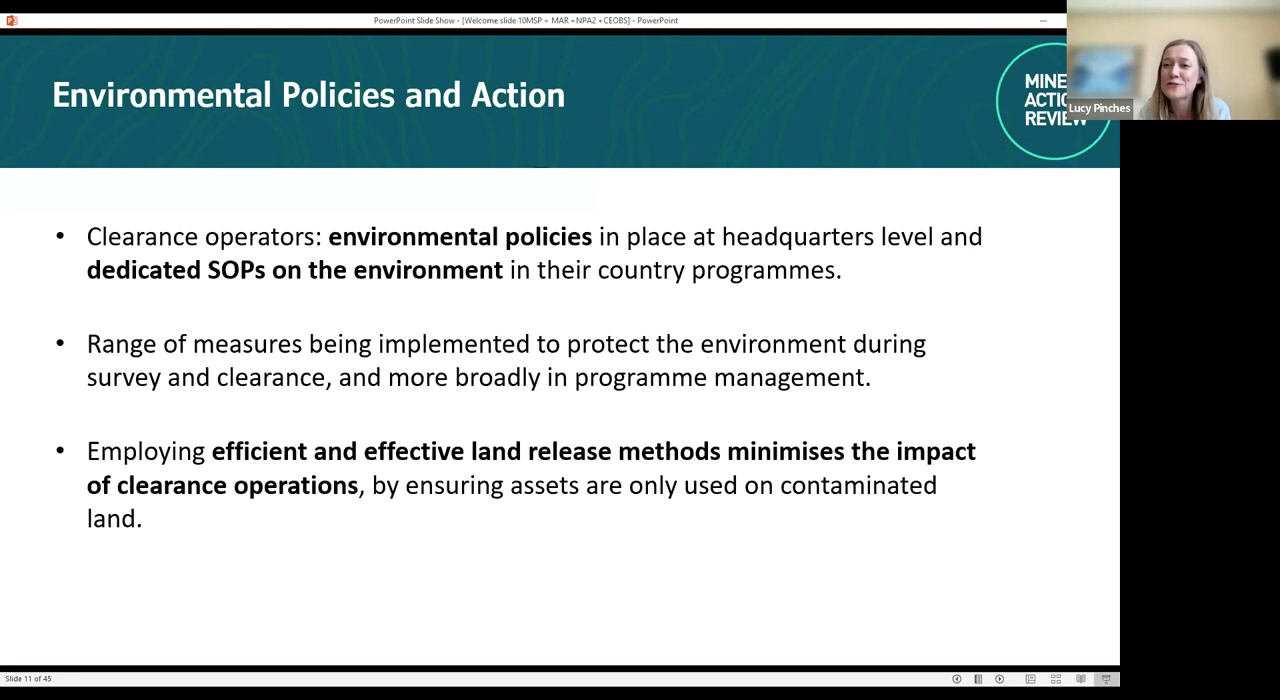 PowerPoint Slide Show - [Welcome slide 10MSP + MAR +NPA2 +CEOBS] - PowerPoint
Environmental Policies and Action
MINE
ACTIO
REVIEW
Lucy Pinches
• Clearance operators: environmental policies in place at headquarters level and
dedicated SOPs on the environment in their country programmes.
• Range of measures being implemented to protect the environment during
survey and clearance, and more broadly in programme management.
• Employing efficient and effective land release methods minimises the impact
of clearance operations, by ensuring assets are only used on contaminated
land.
Slide 11 of 45